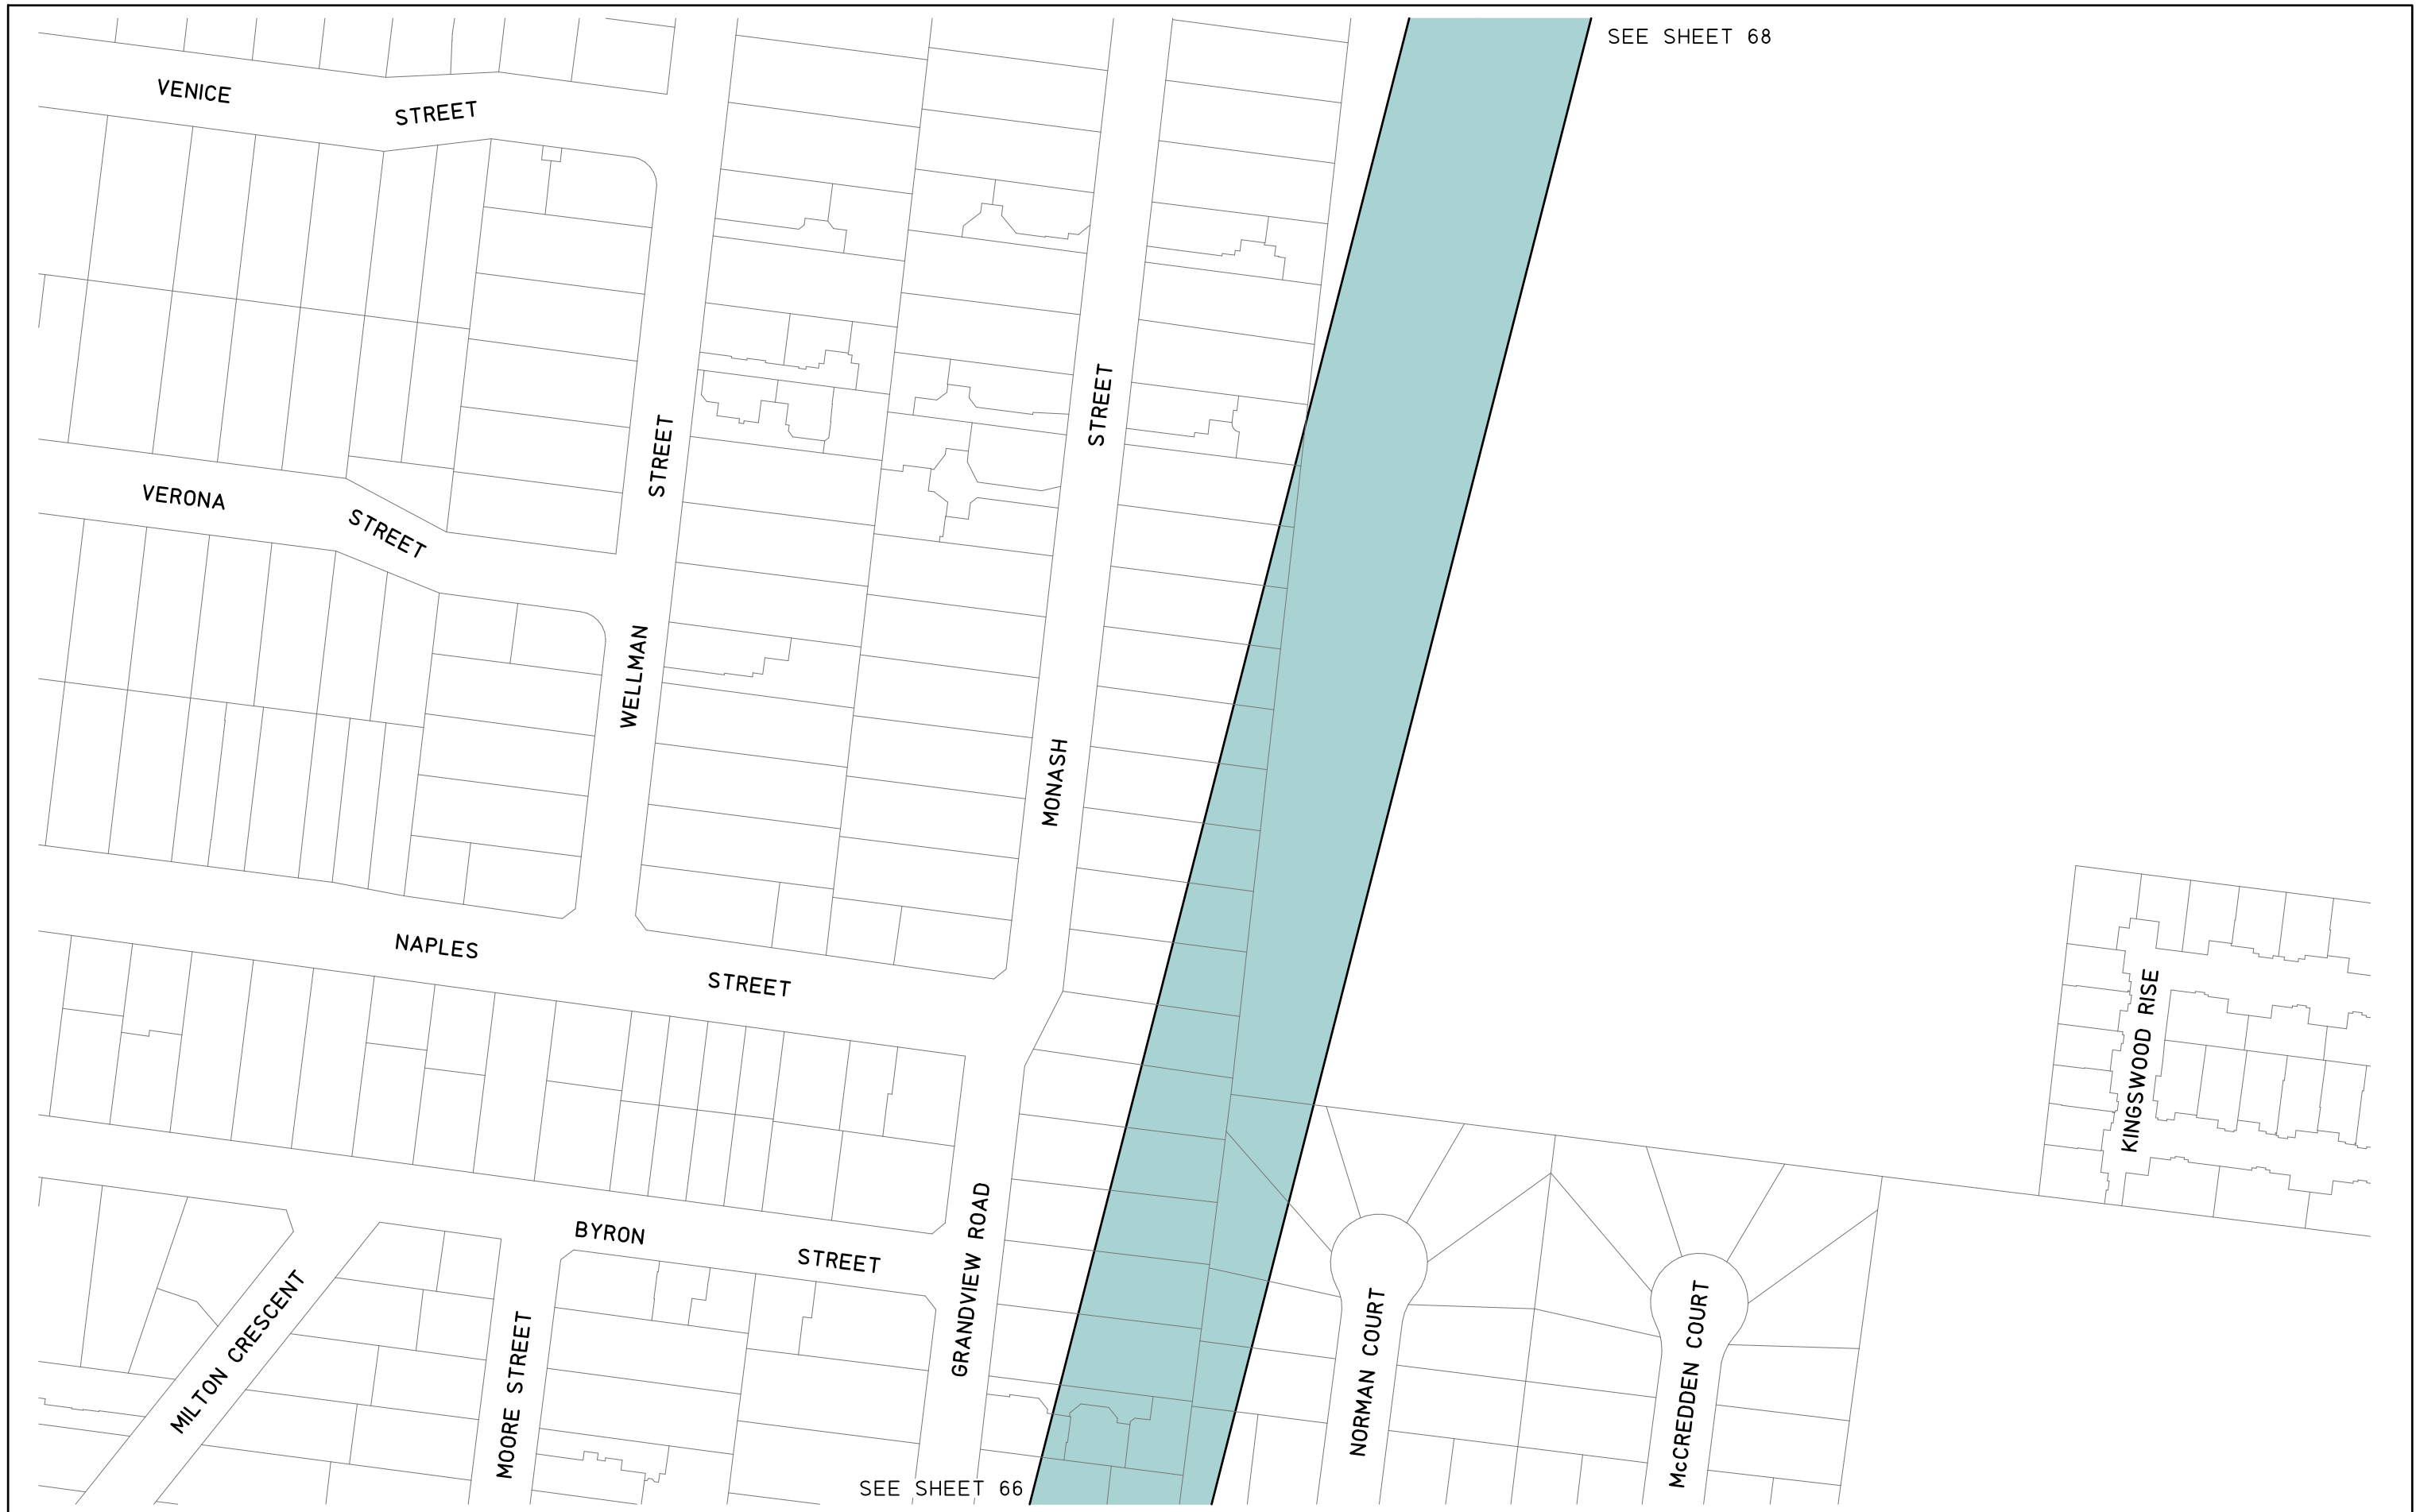 SEE SHEET 68
VENICE
STREET
VERONA
STREET
STREET
WELLMAN
STREET
MONASH
NAPLES
STREET
KINGSWOOD RISE
BYRON
STREET
GRANDVIEW ROAD
MILTON CRESCENT
MOORE STREET
NORMAN COURT
McCREDDEN COURT
SEE SHEET 66